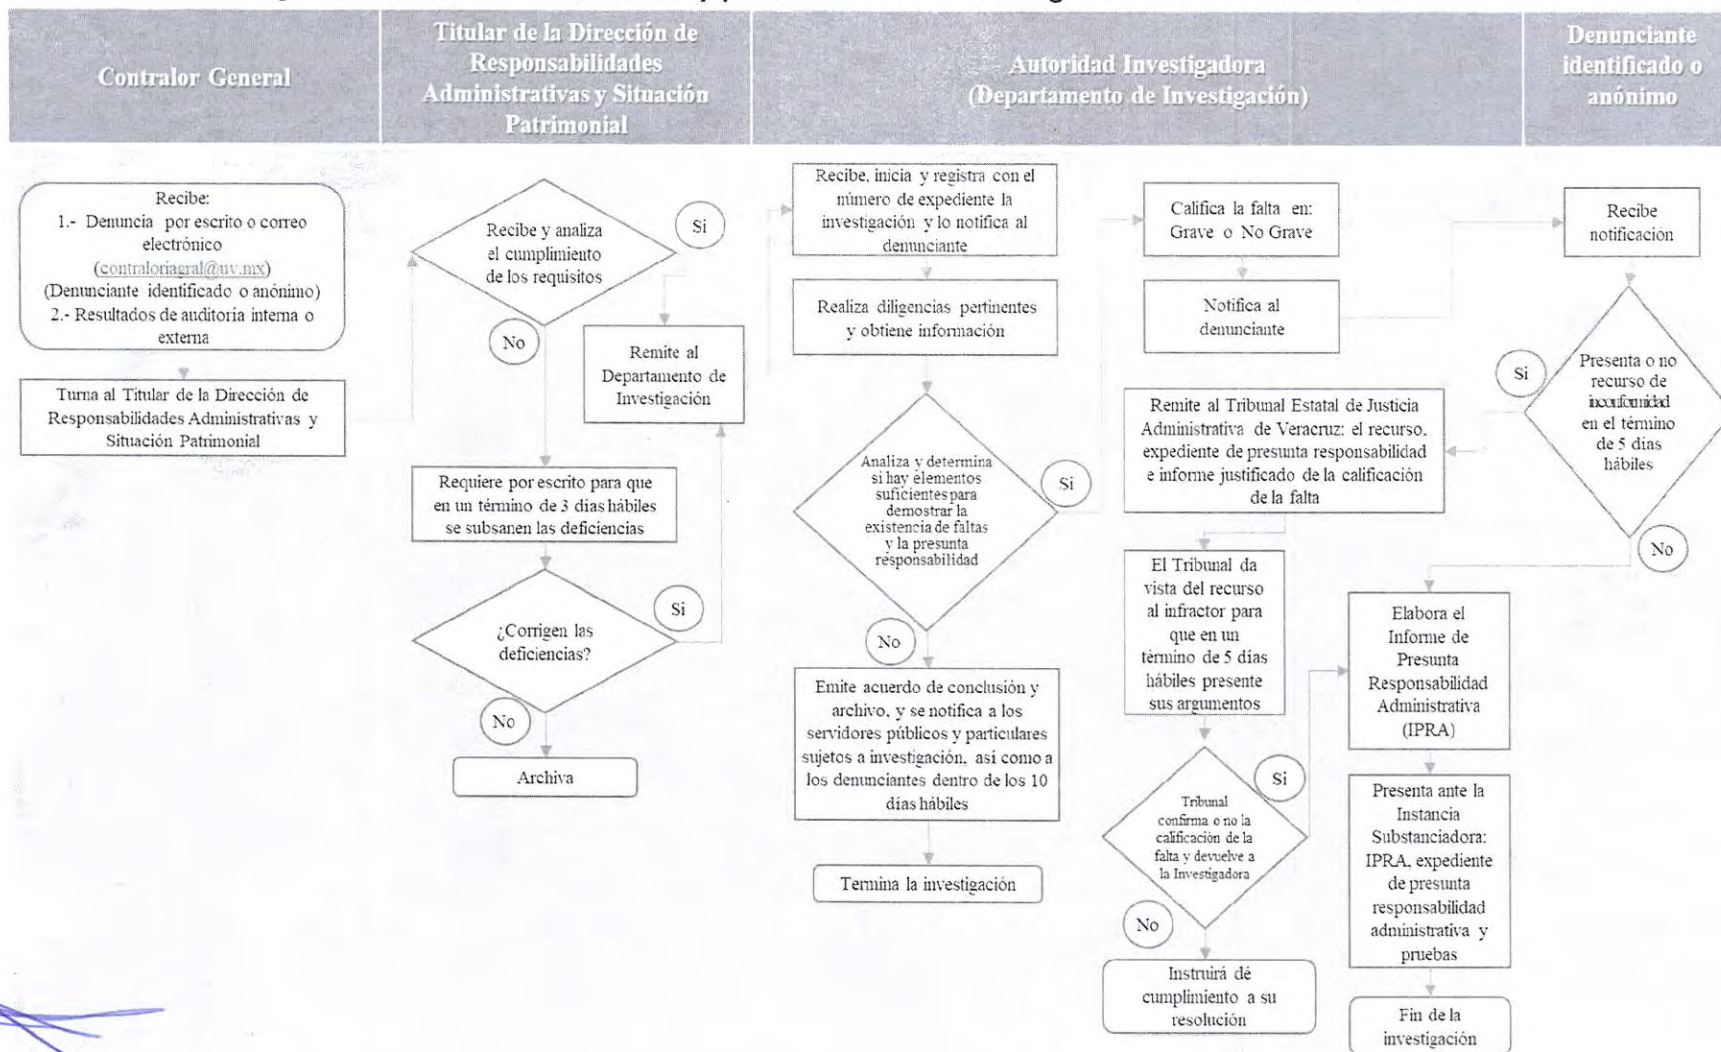 Contralor General
Titular de la Dirección de
Responsabilidades
Administrativas y Situación
Patrimonial
Autoridad Investigadora
(Departamento de Investigación)
Denunciante
identificado o
anónimo
Recibe:
1.- Denuncia por escrito o correo
electrónico
(contraloriagral@uv.mx)
(Denunciante identificado o anónimo)
2.- Resultados de auditoría interna o
externa
Turna al Titular de la Dirección de
Responsabilidades Administrativas y
Situación Patrimonial
Recibe y analiza
el cumplimiento
de los requisitos
Si
No
Remite al
Departamento de
Investigación
Requiere por escrito para que
en un término de 3 días hábiles
se subsanen las deficiencias
¿Corrigen las
deficiencias?
Si
No
Archiva
Recibe, inicia y registra con el
número de expediente la
investigación y lo notifica al
denunciante
Realiza diligencias pertinentes
y obtiene información
Analiza y determina
si hay elementos
suficientes para
demostrar la
existencia de faltas
y la presunta
responsabilidad
Si
No
Emite acuerdo de conclusión y
archivo, y se notifica a los
servidores públicos y particulares
sujetos a investigación, así como a
los denunciantes dentro de los 10
días hábiles
Termina la investigación
Califica la falta en:
Grave o No Grave
Notifica al
denunciante
Remite al Tribunal Estatal de Justicia
Administrativa de Veracruz: el recurso,
expediente de presunta responsabilidad
e informe justificado de la calificación
de la falta
El Tribunal da
vista del recurso
al infractor para
que en un
término de 5 días
hábiles presente
sus argumentos
Tribunal
confirma o no la
calificación de la
falta y devuelve a
la Investigadora
Si
No
Instruirá dé
cumplimiento a su
resolución
Recibe
notificación
Presenta o no
recurso de
inconformidad
en el término
de 5 días
hábiles
Si
No
Elabora el
Informe de
Presunta
Responsabilidad
Administrativa
(IPRA)
Presenta ante la
Instancia
Substanciadora:
IPRA, expediente
de presunta
responsabilidad
administrativa y
pruebas
Fin de la
investigación